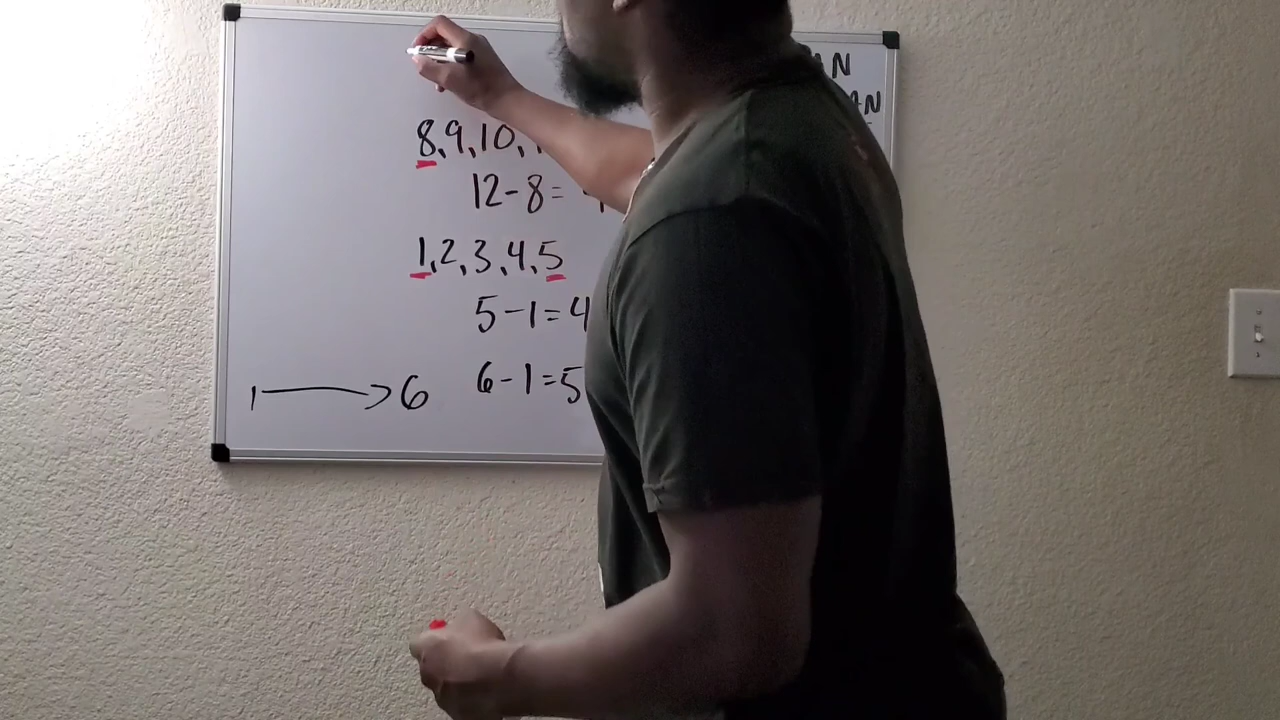 8, 9, 10,
12 - 8 =
1, 2, 3, 4, 5
5 - 1 = 4
6 - 1 = 5
1 → 6